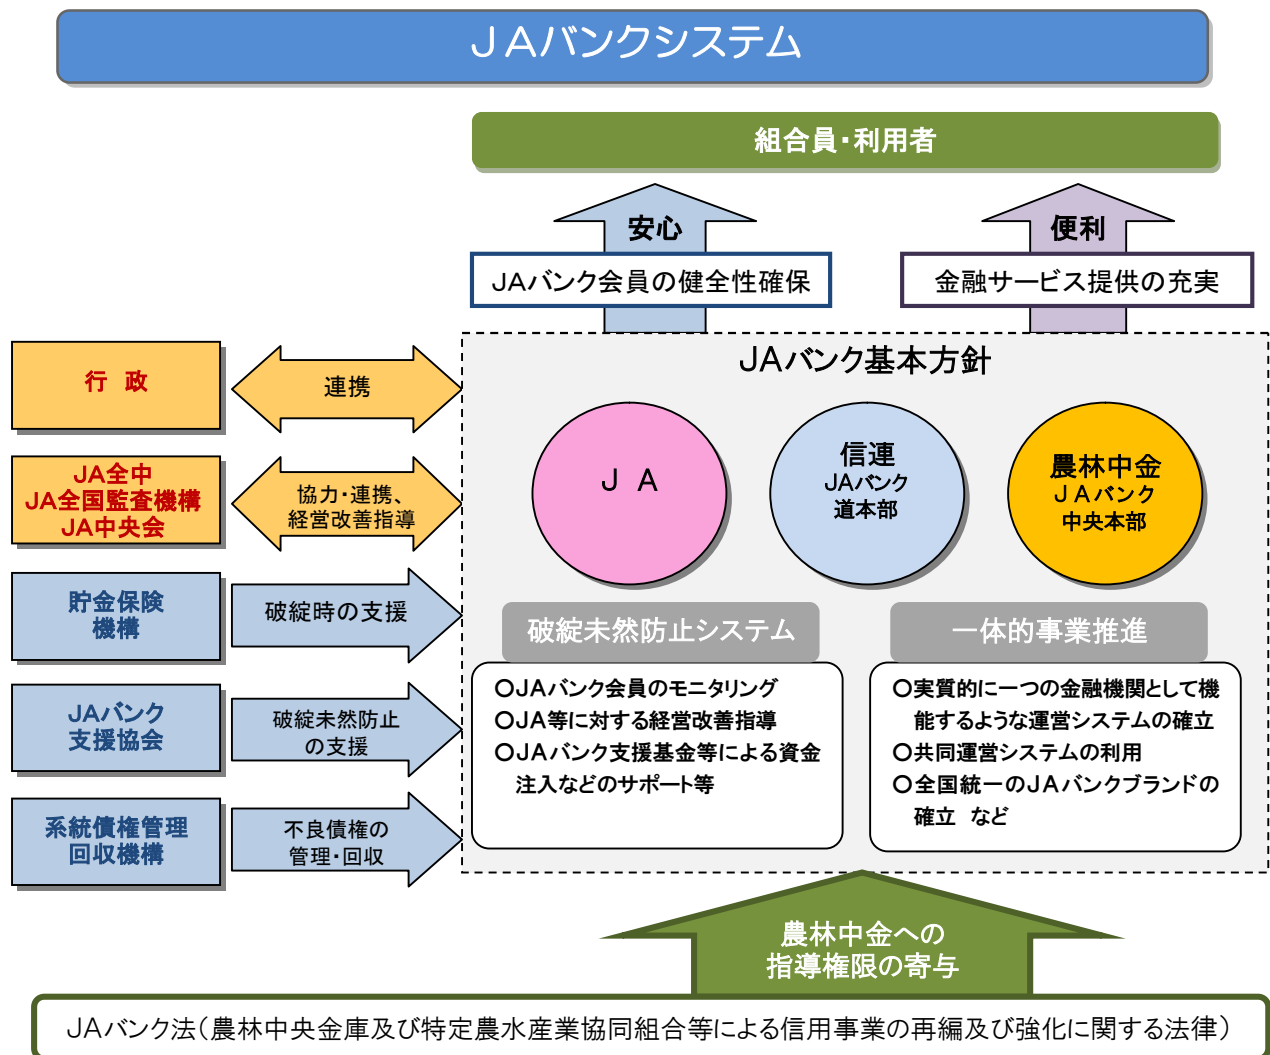 JAバンクシステム
組合員・利用者
安心
便利
JAバンク会員の健全性確保
金融サービス提供の充実
JAバンク基本方針
行 政
連携
JA
信連
JAバンク
道本部
農林中金
JAバンク
中央本部
JA全中
JA全国監査機構
JA中央会
協力・連携、
経営改善指導
貯金保険
機構
破綻時の支援
破綻未然防止システム
一体的事業推進
○JAバンク会員のモニタリング
○JA等に対する経営改善指導
○JAバンク支援基金等による資金
注入などのサポート等
○実質的に一つの金融機関として機
能するような運営システムの確立
○共同運営システムの利用
○全国統一のJAバンクブランドの
確立 など
JAバンク
支援協会
破綻未然防止
の支援
系統債権管理
回収機構
不良債権の
管理・回収
農林中金への
指導権限の寄与
JAバンク法（農林中央金庫及び特定農水産業協同組合等による信用事業の再編及び強化に関する法律）